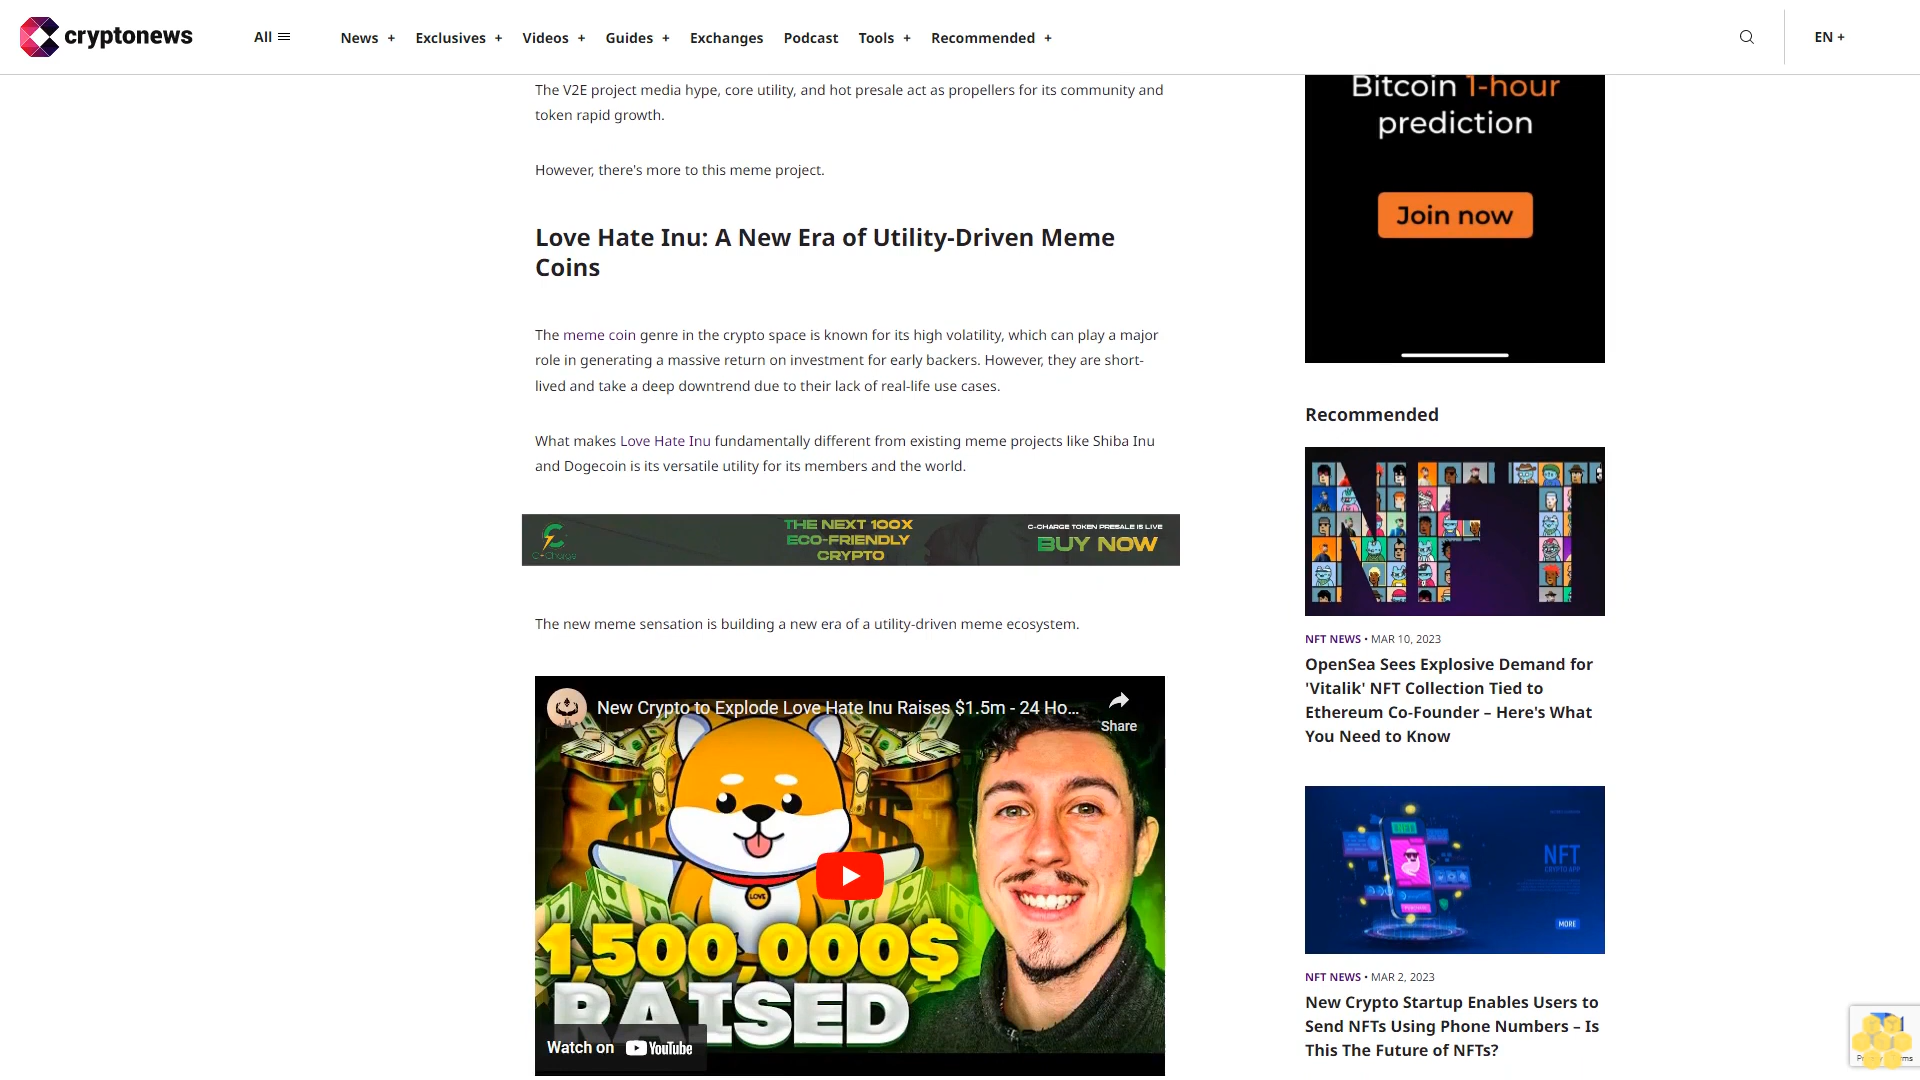 cryptonews
All
News +
Exclusives +
Videos +
Guides +
Exchanges
Podcast
Tools +
Recommended +
EN +
The V2E project media hype, core utility, and hot presale act as propellers for its community and
token rapid growth.
However, there's more to this meme project.
Love Hate Inu: A New Era of Utility-Driven Meme
Coins
The meme coin genre in the crypto space is known for its high volatility, which can play a major
role in generating a massive return on investment for early backers. However, they are short-
lived and take a deep downtrend due to their lack of real-life use cases.
What makes Love Hate Inu fundamentally different from existing meme projects like Shiba Inu
and Dogecoin is its versatile utility for its members and the world.
C+Charge
THE NEXT 100X
ECO-FRIENDLY
CRYPTO
C-CHARGE TOKEN PRESALE IS LIVE
BUY NOW
The new meme sensation is building a new era of a utility-driven meme ecosystem.
New Crypto to Explode Love Hate Inu Raises $1.5m - 24 Ho...
Share
LOVE
1,500,000$
RAISED
Watch on YouTube
Bitcoin 1-hour
prediction
Join now
Recommended
NFT
NFT NEWS • MAR 10, 2023
OpenSea Sees Explosive Demand for
'Vitalik' NFT Collection Tied to
Ethereum Co-Founder – Here's What
You Need to Know
NFT
CRYPTO APP
MORE
NFT NEWS • MAR 2, 2023
New Crypto Startup Enables Users to
Send NFTs Using Phone Numbers – Is
This The Future of NFTs?